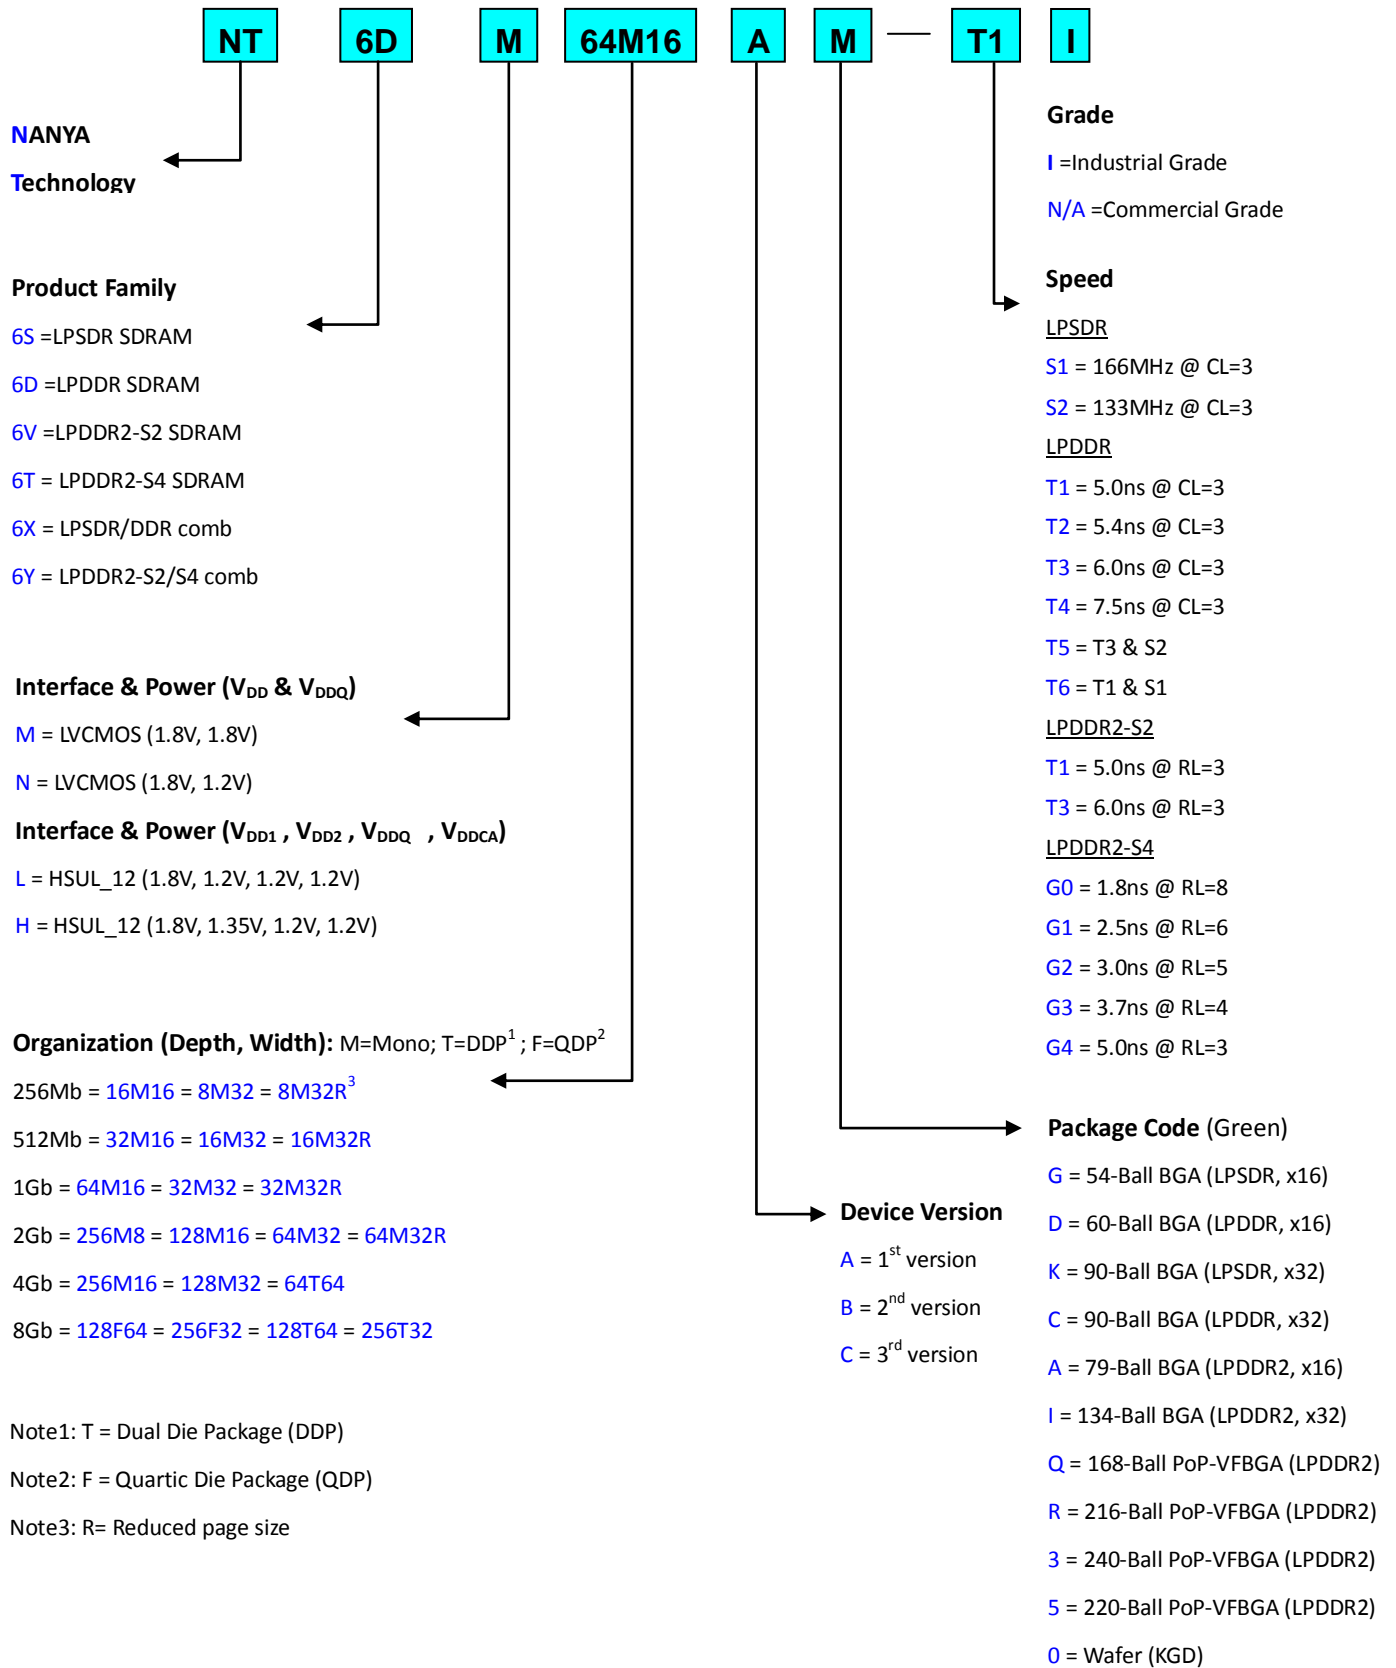 NT 6D M 64M16 A M — T1 I
NANYA
Technology
Product Family
6S =LPSDR SDRAM
6D =LPDDR SDRAM
6V =LPDDR2-S2 SDRAM
6T = LPDDR2-S4 SDRAM
6X = LPSDR/DDR comb
6Y = LPDDR2-S2/S4 comb
Interface & Power (VDD & VDDQ)
M = LVCMOS (1.8V, 1.8V)
N = LVCMOS (1.8V, 1.2V)
Interface & Power (VDD1 , VDD2 , VDDQ , VDDCA)
L = HSUL_12 (1.8V, 1.2V, 1.2V, 1.2V)
H = HSUL_12 (1.8V, 1.35V, 1.2V, 1.2V)
Organization (Depth, Width): M=Mono; T=DDP1 ; F=QDP2
256Mb = 16M16 = 8M32 = 8M32R3
512Mb = 32M16 = 16M32 = 16M32R
1Gb = 64M16 = 32M32 = 32M32R
2Gb = 256M8 = 128M16 = 64M32 = 64M32R
4Gb = 256M16 = 128M32 = 64T64
8Gb = 128F64 = 256F32 = 128T64 = 256T32
Note1: T = Dual Die Package (DDP)
Note2: F = Quartic Die Package (QDP)
Note3: R= Reduced page size
Device Version
A = 1st version
B = 2nd version
C = 3rd version
Grade
I =Industrial Grade
N/A =Commercial Grade
Speed
LPSDR
S1 = 166MHz @ CL=3
S2 = 133MHz @ CL=3
LPDDR
T1 = 5.0ns @ CL=3
T2 = 5.4ns @ CL=3
T3 = 6.0ns @ CL=3
T4 = 7.5ns @ CL=3
T5 = T3 & S2
T6 = T1 & S1
LPDDR2-S2
T1 = 5.0ns @ RL=3
T3 = 6.0ns @ RL=3
LPDDR2-S4
G0 = 1.8ns @ RL=8
G1 = 2.5ns @ RL=6
G2 = 3.0ns @ RL=5
G3 = 3.7ns @ RL=4
G4 = 5.0ns @ RL=3
Package Code (Green)
G = 54-Ball BGA (LPSDR, x16)
D = 60-Ball BGA (LPDDR, x16)
K = 90-Ball BGA (LPSDR, x32)
C = 90-Ball BGA (LPDDR, x32)
A = 79-Ball BGA (LPDDR2, x16)
I = 134-Ball BGA (LPDDR2, x32)
Q = 168-Ball PoP-VFBGA (LPDDR2)
R = 216-Ball PoP-VFBGA (LPDDR2)
3 = 240-Ball PoP-VFBGA (LPDDR2)
5 = 220-Ball PoP-VFBGA (LPDDR2)
0 = Wafer (KGD)